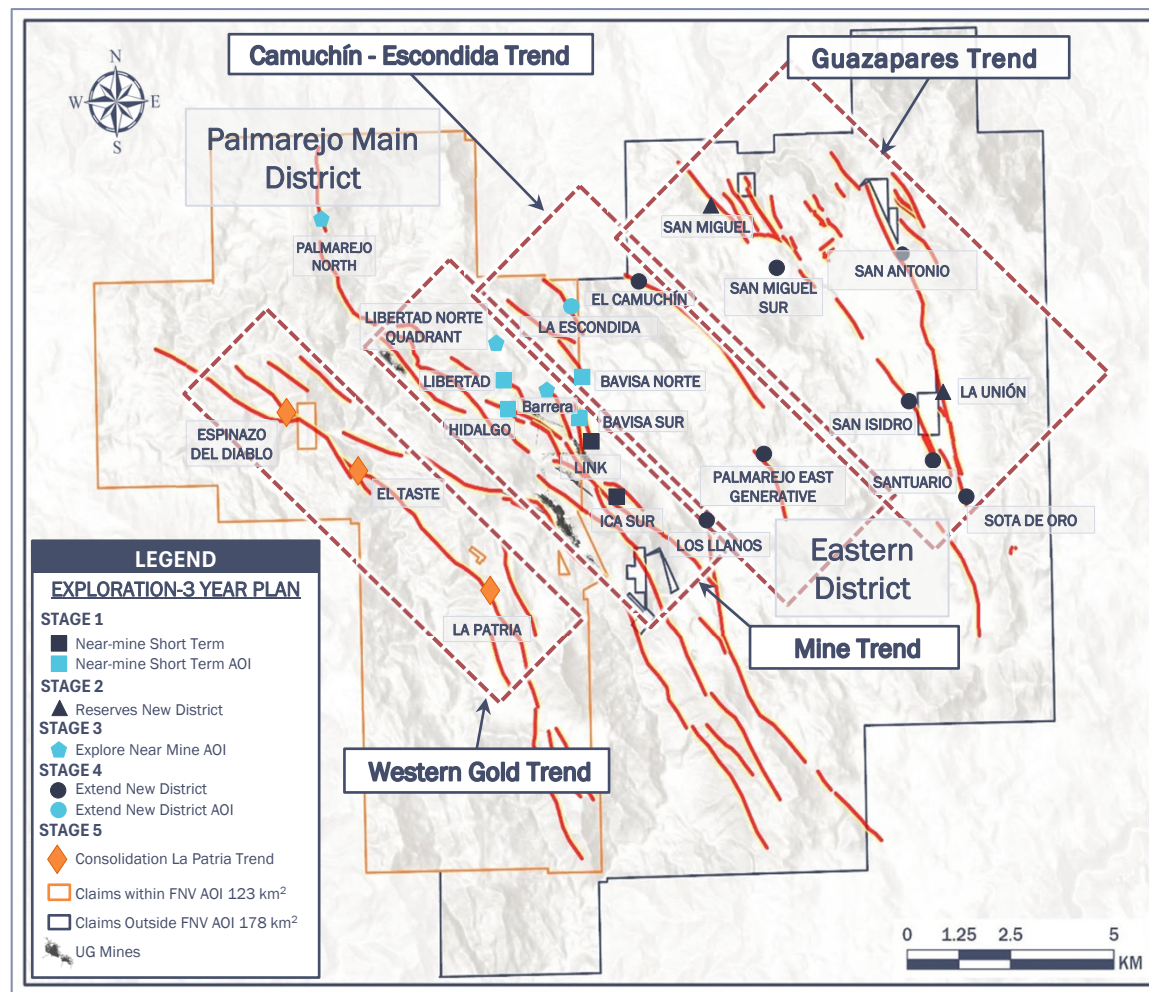 Camuchín - Escondida Trend
Guazapares Trend
N
W
E
S
Palmarejo Main
District
PALMAREJO
NORTH
SAN MIGUEL
SAN MIGUEL
SUR
SAN ANTONIO
EL CAMUCHÍN
LA ESCONDIDA
LIBERTAD NORTE
QUADRANT
LIBERTAD
BAVISA NORTE
Barrera
HIDALGO
BAVISA SUR
LINK
LA UNIÓN
SAN ISIDRO
ESPINAZO
DEL DIABLO
EL TASTE
PALMAREJO EAST
GENERATIVE
SANTUARIO
ICA SUR
LOS LLANOS
SOTA DE ORO
Eastern
District
LA PATRIA
Mine Trend
Western Gold Trend
LEGEND
EXPLORATION-3 YEAR PLAN
STAGE 1
Near-mine Short Term
Near-mine Short Term AOI
STAGE 2
Reserves New District
STAGE 3
Explore Near Mine AOI
STAGE 4
Extend New District
Extend New District AOI
STAGE 5
Consolidation La Patria Trend
Claims within FNV AOI 123 km²
Claims Outside FNV AOI 178 km²
UG Mines
0 1.25 2.5 5
KM